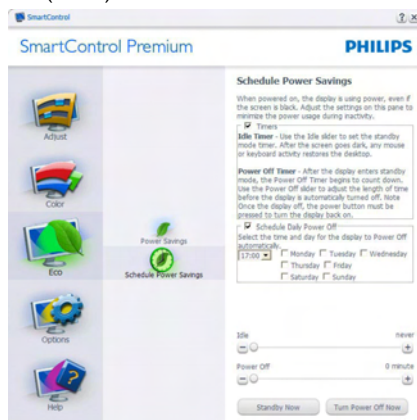 SmartControl
SmartControl Premium
PHILIPS
Adjust
Color
Eco
Options
Help
Power Savings
Schedule Power Savings
Schedule Power Savings
When powered on, the display is using power, even if
the screen is black. Adjust the settings on this pane to
minimize the power usage during inactivity.
Timers
Idle Timer - Use the Idle slider to set the standby
mode timer. After the screen goes dark, any mouse
or keyboard activity restores the desktop.
Power Off Timer - After the display enters standby
mode, the Power Off Timer begins to count down.
Use the Power Off slider to adjust the length of time
before the display is automatically turned off. Note
Once the display off, the power button must be
pressed to turn the display back on.
Schedule Daily Power Off
Select the time and day for the display to Power Off
automatically.
17:00 Monday Tuesday Wednesday
Thursday Friday
Saturday Sunday
Idle never
Power Off 0 minute
Standby Now Turn Power Off Now